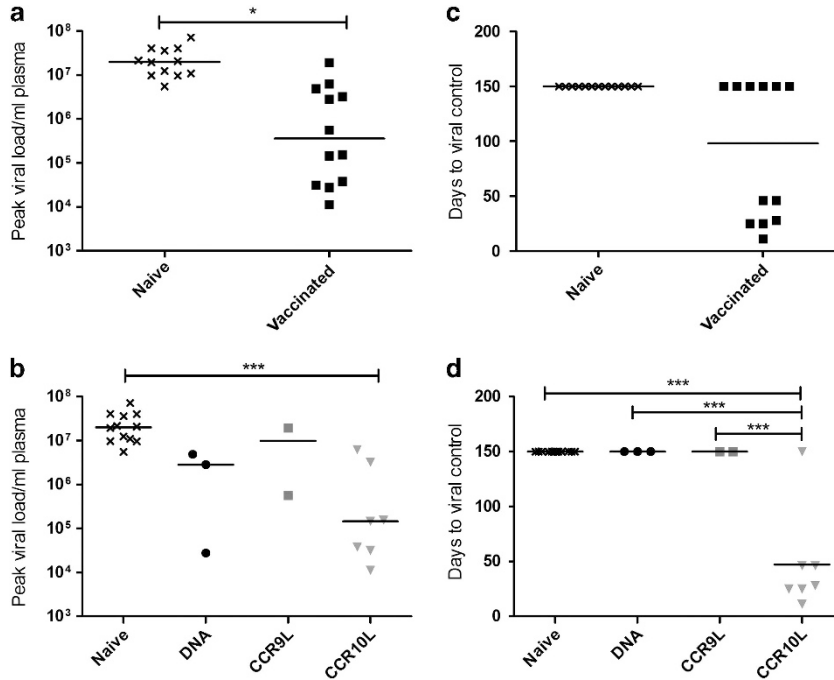 a
*
Peak viral load/ml plasma
10⁸
10⁷
10⁶
10⁵
10⁴
10³
Naive
Vaccinated
c
Days to viral control
200
150
100
50
0
Naive
Vaccinated
b
***
Peak viral load/ml plasma
10⁸
10⁷
10⁶
10⁵
10⁴
10³
Naive
DNA
CCR9L
CCR10L
d
***
***
***
Days to viral control
200
150
100
50
0
Naive
DNA
CCR9L
CCR10L